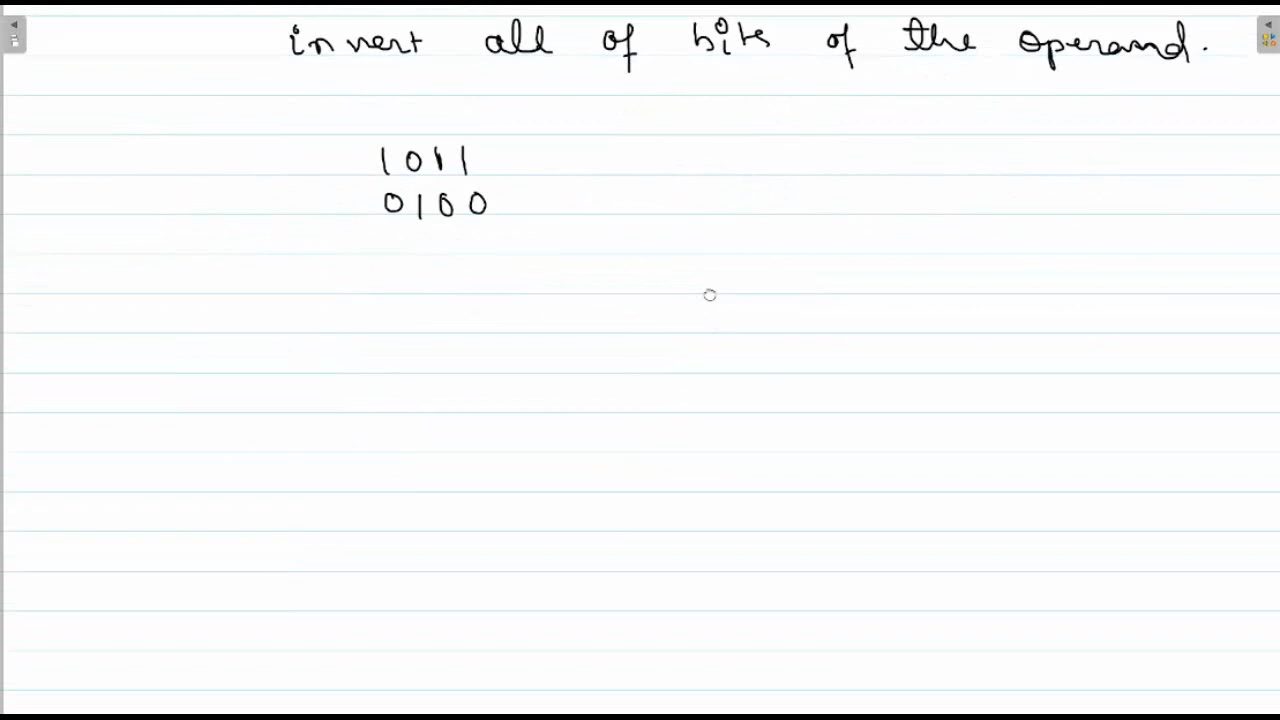 invert all of bits of the operand.
1011
0100